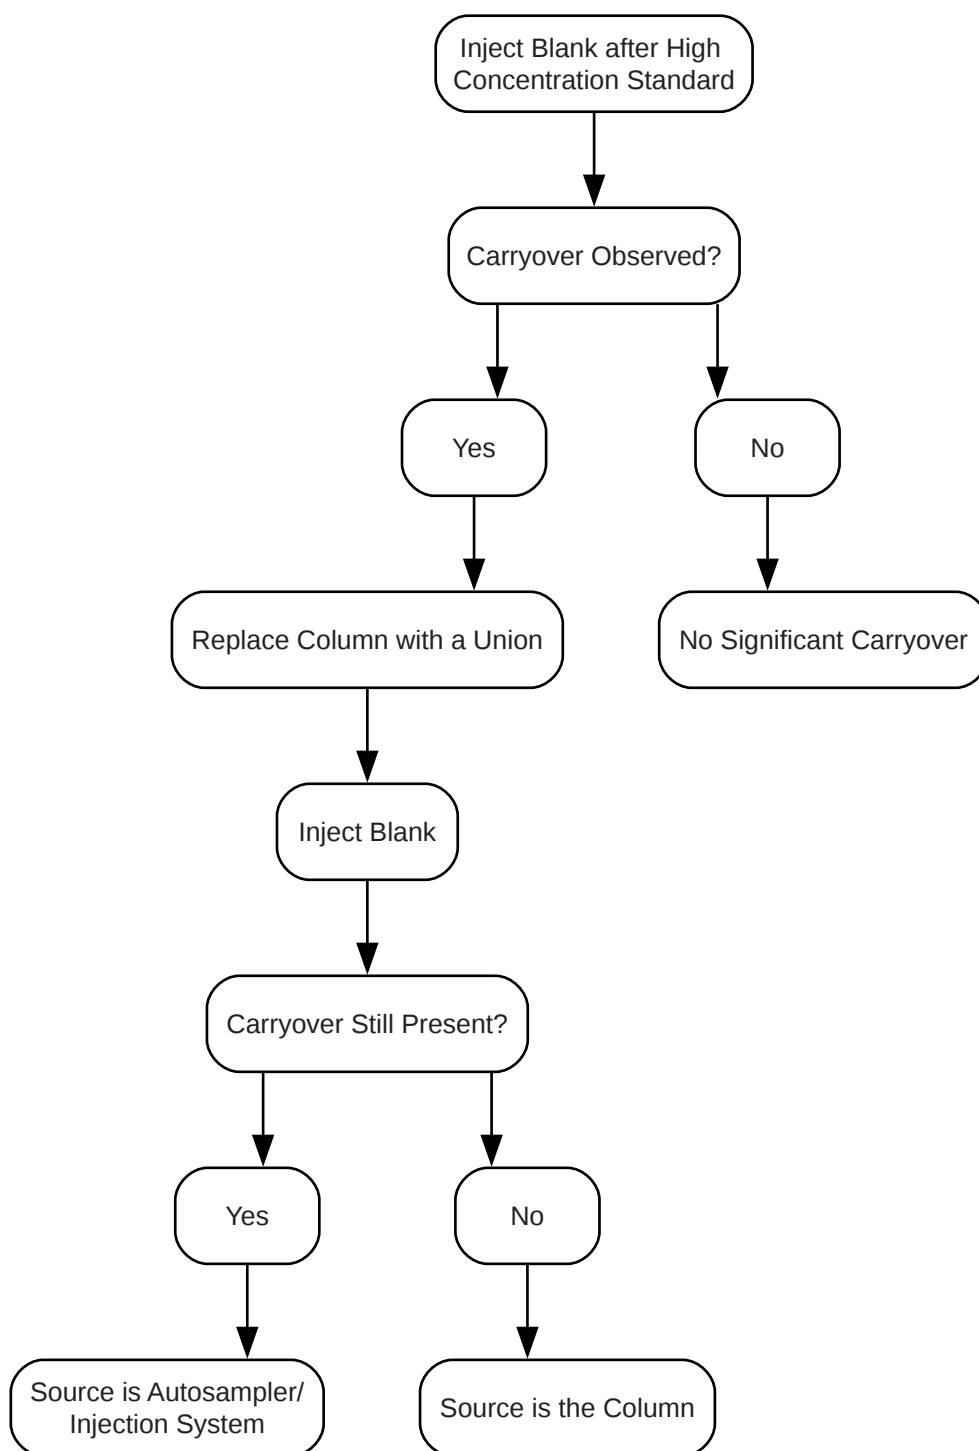 Inject Blank after High
Concentration Standard
Carryover Observed?
Yes
No
Replace Column with a Union
No Significant Carryover
Inject Blank
Carryover Still Present?
Yes
No
Source is Autosampler/
Injection System
Source is the Column